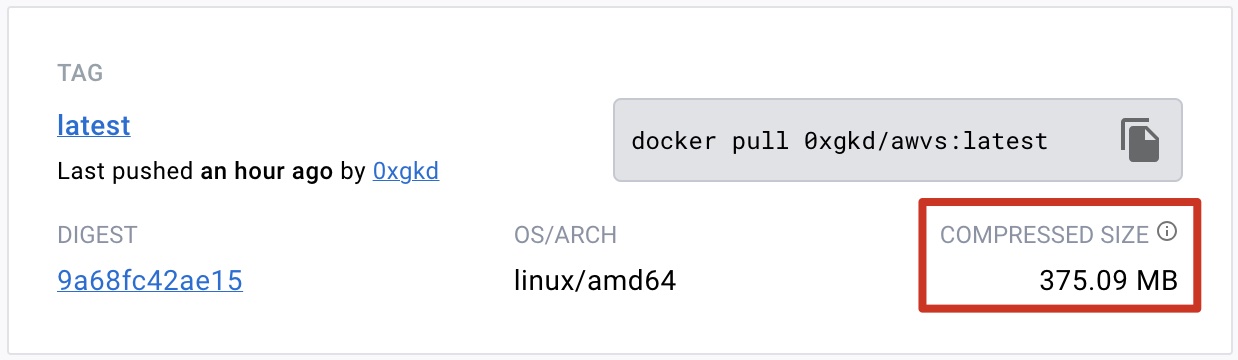 TAG
latest
docker pull 0xgkd/awvs:latest
Last pushed an hour ago by 0xgkd
DIGEST
OS/ARCH
COMPRESSED SIZE
9a68fc42ae15
linux/amd64
375.09 MB